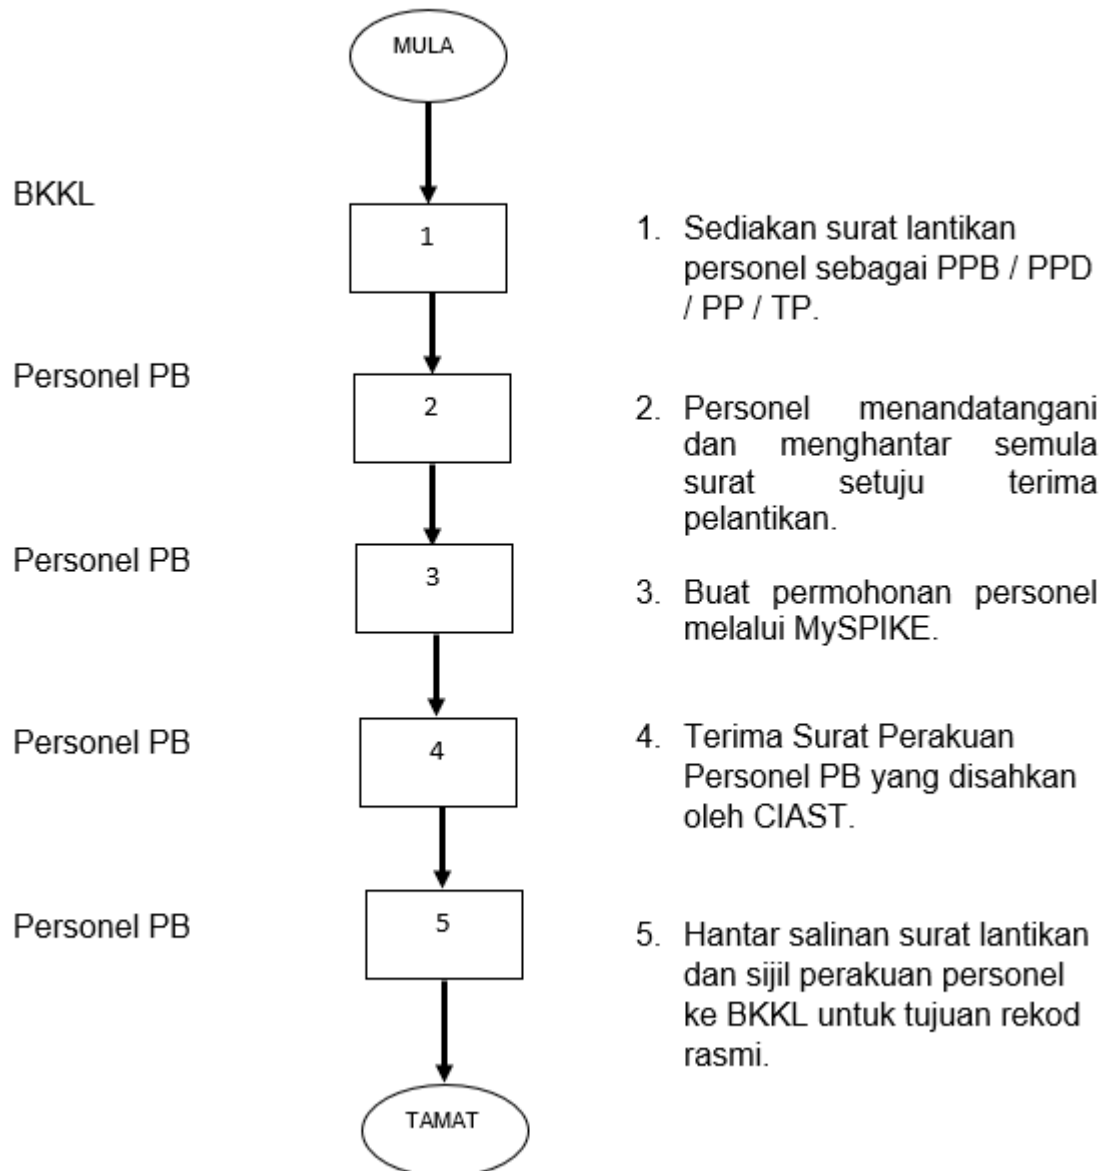 MULA
BKKL
1
1. Sediakan surat lantikan
personel sebagai PPB / PPD
/ PP / TP.
Personel PB
2
2. Personel menandatangani
dan menghantar semula
surat setuju terima
pelantikan.
Personel PB
3
3. Buat permohonan personel
melalui MySPIKE.
Personel PB
4
4. Terima Surat Perakuan
Personel PB yang disahkan
oleh CIAST.
Personel PB
5
5. Hantar salinan surat lantikan
dan sijil perakuan personel
ke BKKL untuk tujuan rekod
rasmi.
TAMAT